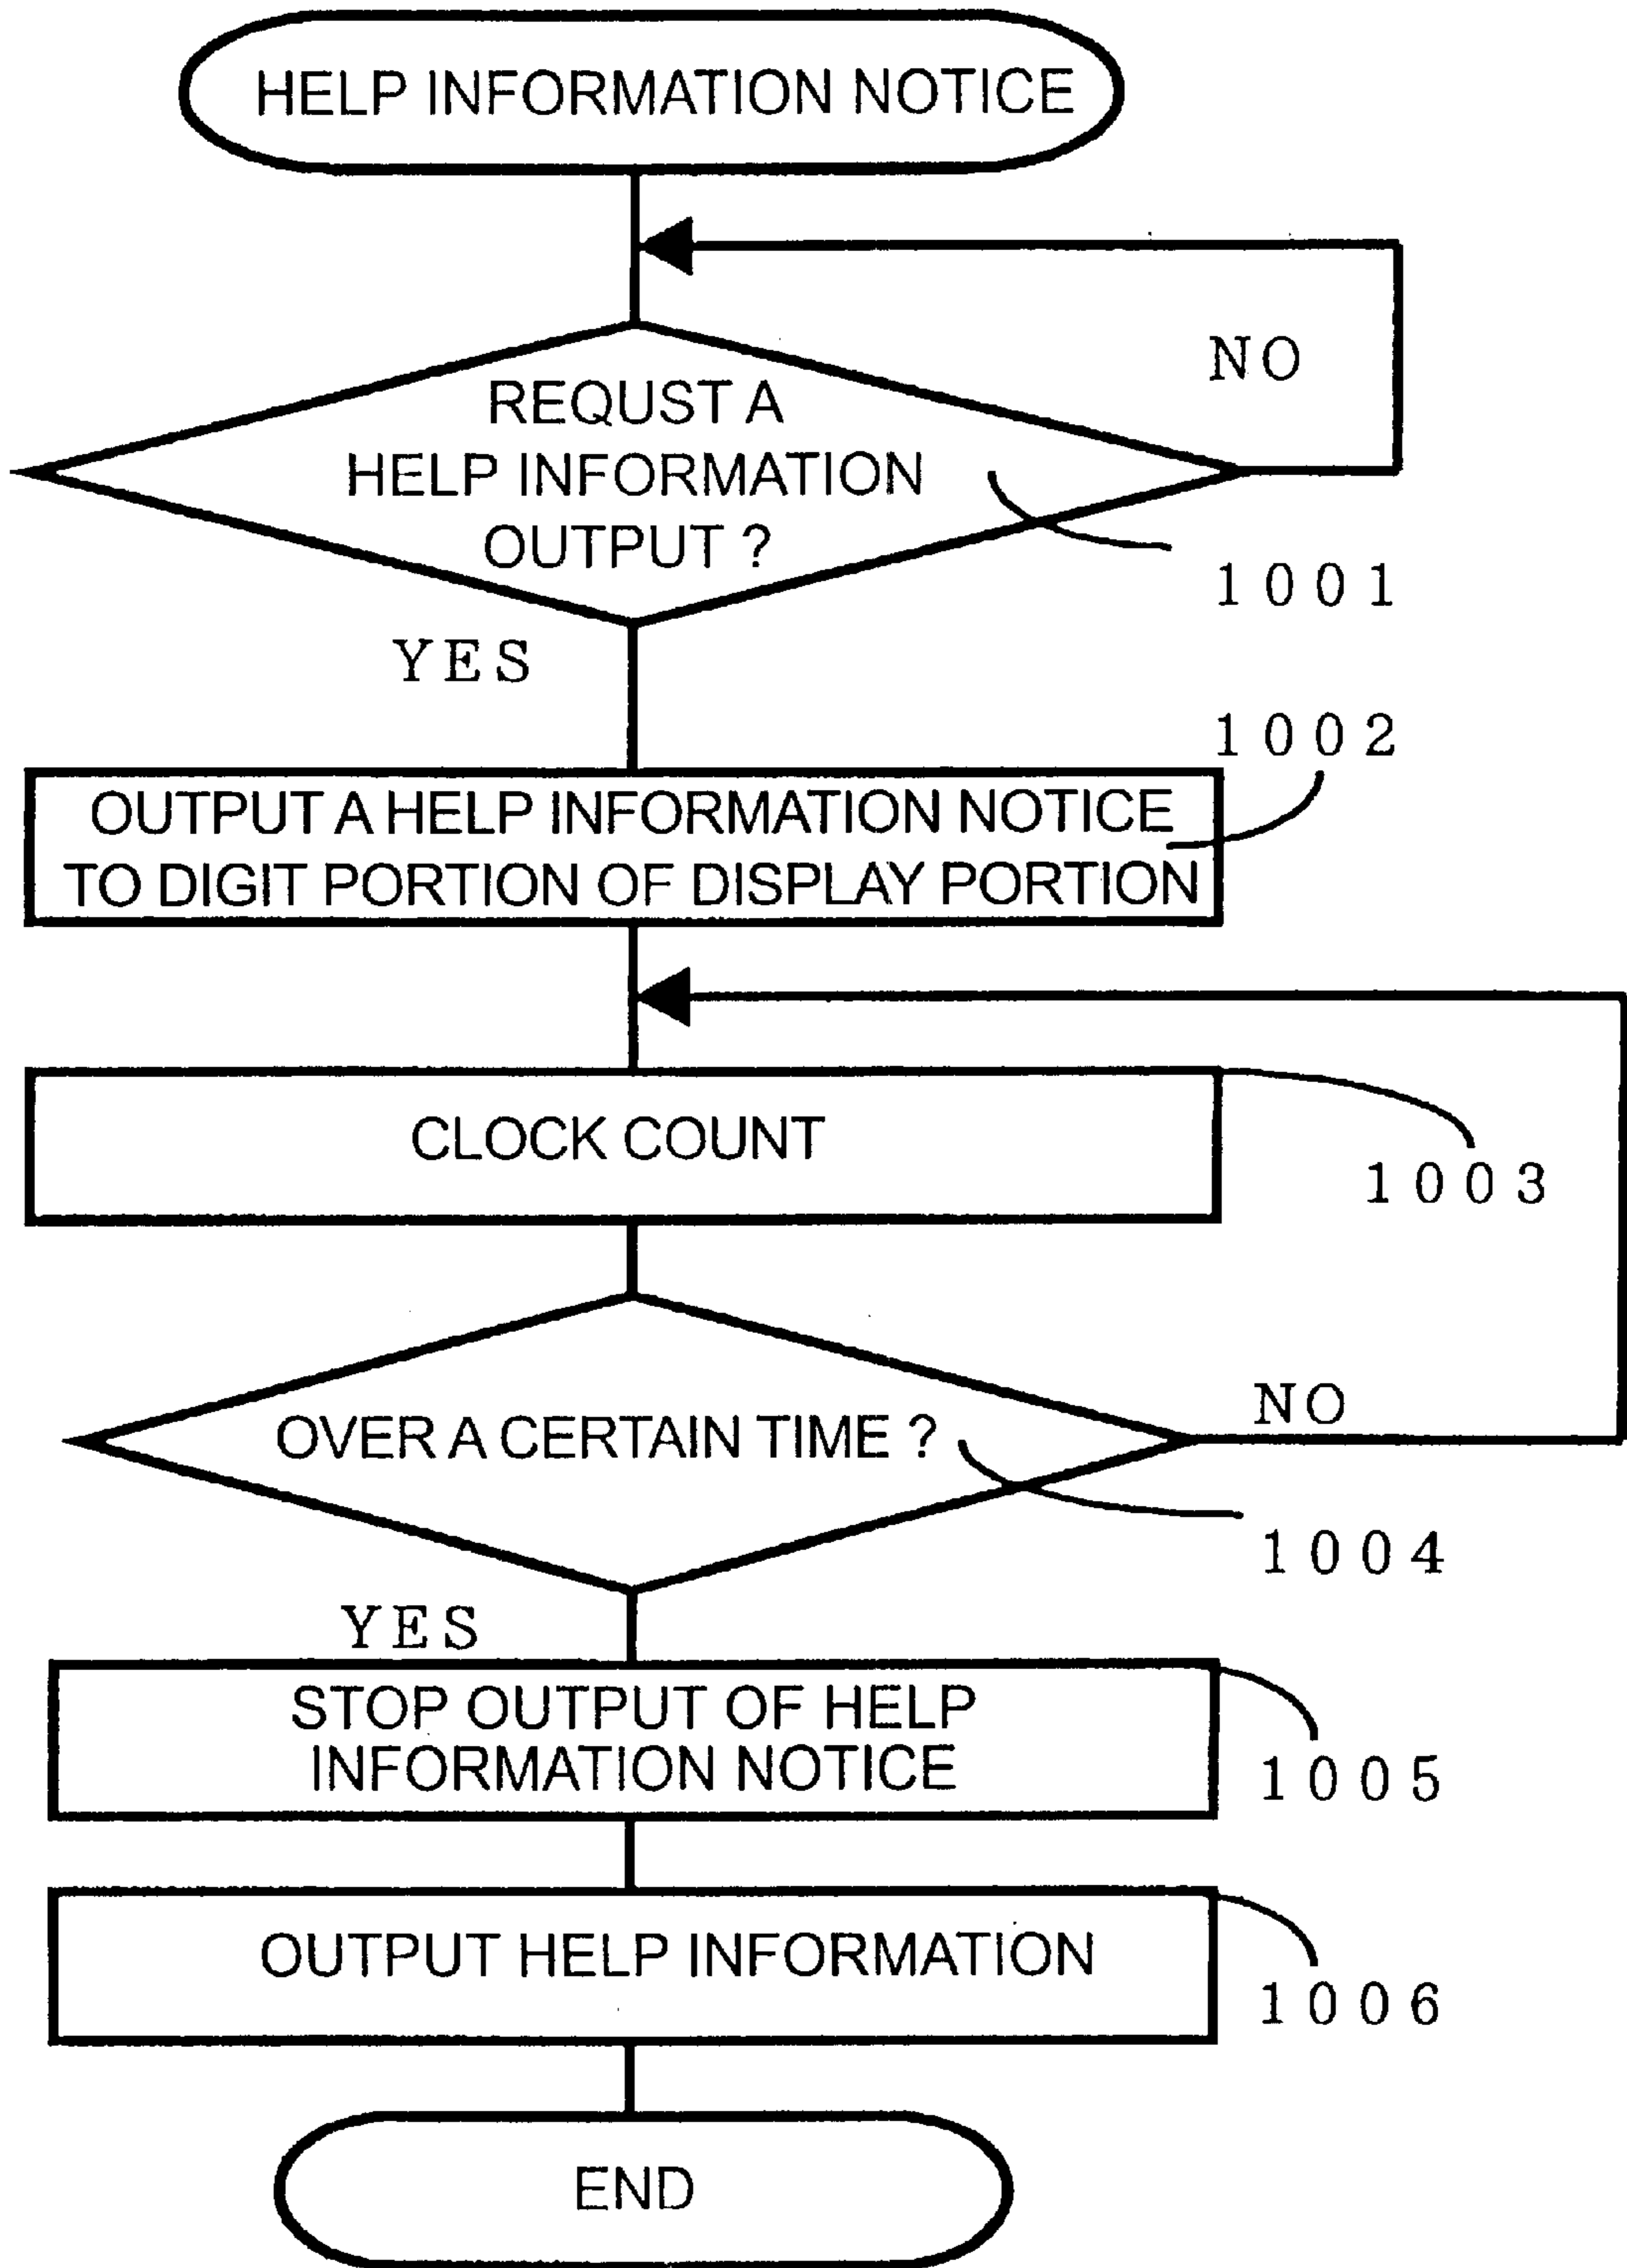 HELP INFORMATION NOTICE
NO
REQUST A
HELP INFORMATION
OUTPUT ?
1001
YES
1002
OUTPUT A HELP INFORMATION NOTICE
TO DIGIT PORTION OF DISPLAY PORTION
CLOCK COUNT
1003
OVER A CERTAIN TIME ?
NO
1004
YES
STOP OUTPUT OF HELP
INFORMATION NOTICE
1005
OUTPUT HELP INFORMATION
1006
END